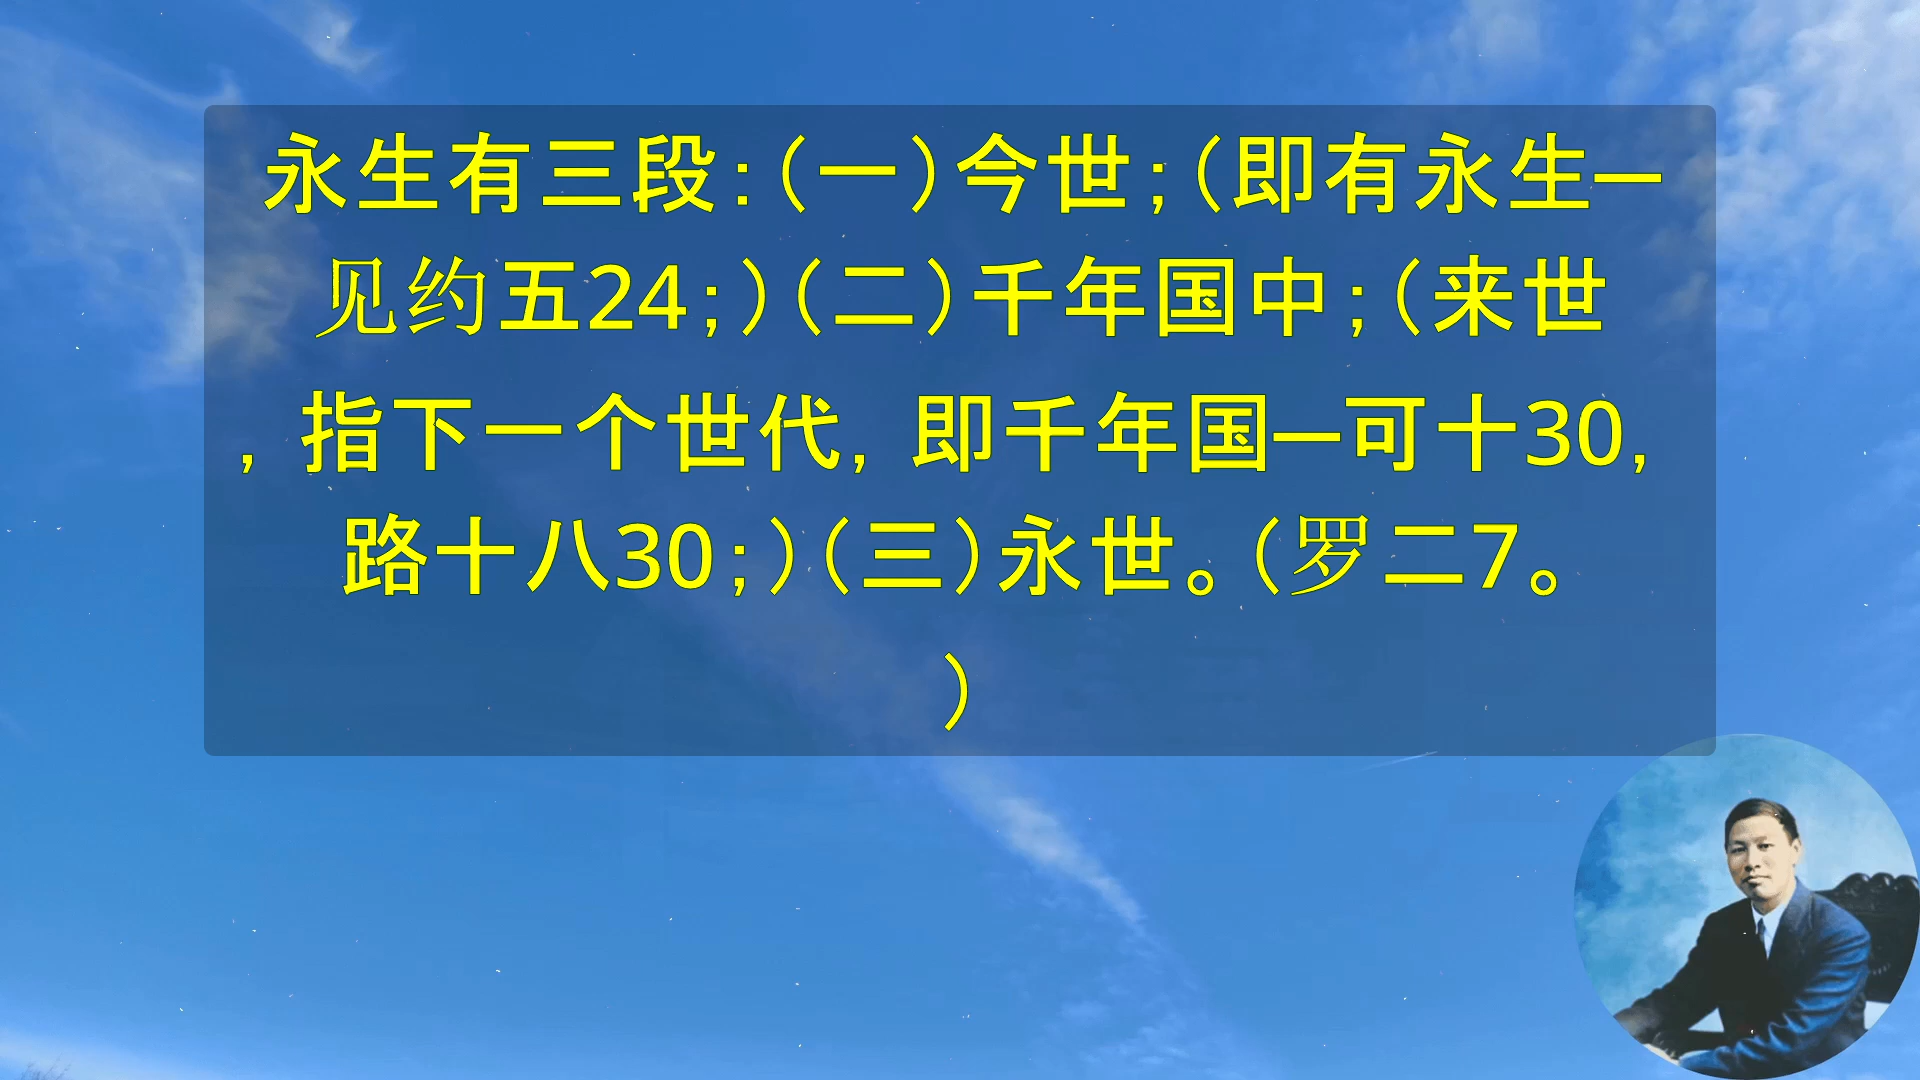 永生有三段:(一)今世;(即有永生—
见约五24;)(二)千年国中;(来世
,指下一个世代,即千年国—可十30,
路十八30;)(三)永世。(罗二7。
)